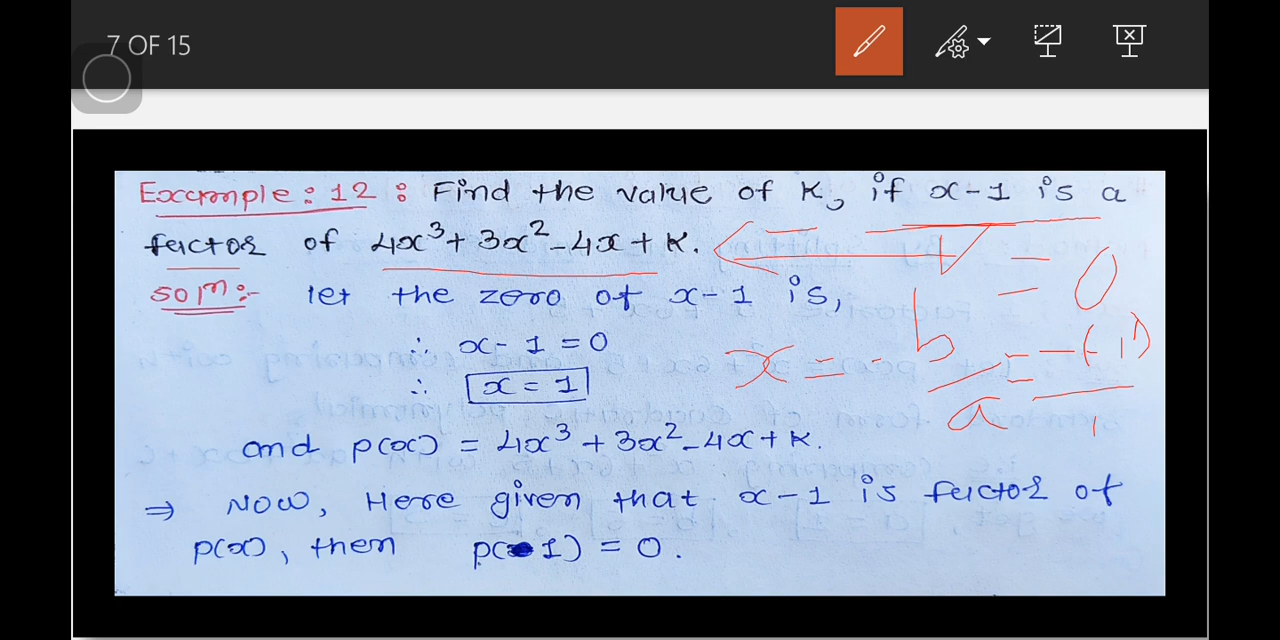 7 OF 15
Example: 12 : Find the value of K, if x-1 is a
factor of 4x³+3x²-4x+K.
= 0
soln:- let the zero of x-1 is,
∴ x-1=0
x = -b/a = -(-1)/1
∴ x = 1
and p(x) = 4x³+3x²-4x+K.
⇒ Now, Here given that x-1 is factor of
p(x), then p(1) = 0.